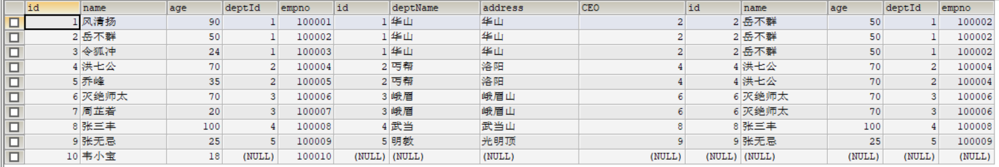 id name age deptId empno id deptName address CEO id name age deptId empno
1 风清扬 90 1 100001 1 华山 华山 2 2 岳不群 50 1 100002
2 岳不群 50 1 100002 1 华山 华山 2 2 岳不群 50 1 100002
3 令狐冲 24 1 100003 1 华山 华山 2 2 岳不群 50 1 100002
4 洪七公 70 2 100004 2 丐帮 洛阳 4 4 洪七公 70 2 100004
5 乔峰 35 2 100005 2 丐帮 洛阳 4 4 洪七公 70 2 100004
6 灭绝师太 70 3 100006 3 峨眉 峨眉山 6 6 灭绝师太 70 3 100006
7 周芷若 20 3 100007 3 峨眉 峨眉山 6 6 灭绝师太 70 3 100006
8 张三丰 100 4 100008 4 武当 武当山 8 8 张三丰 100 4 100008
9 张无忌 25 5 100009 5 明教 光明顶 9 9 张无忌 25 5 100009
10 韦小宝 18 (NULL) 100010 (NULL) (NULL) (NULL) (NULL) (NULL) (NULL) (NULL) (NULL) (NULL)